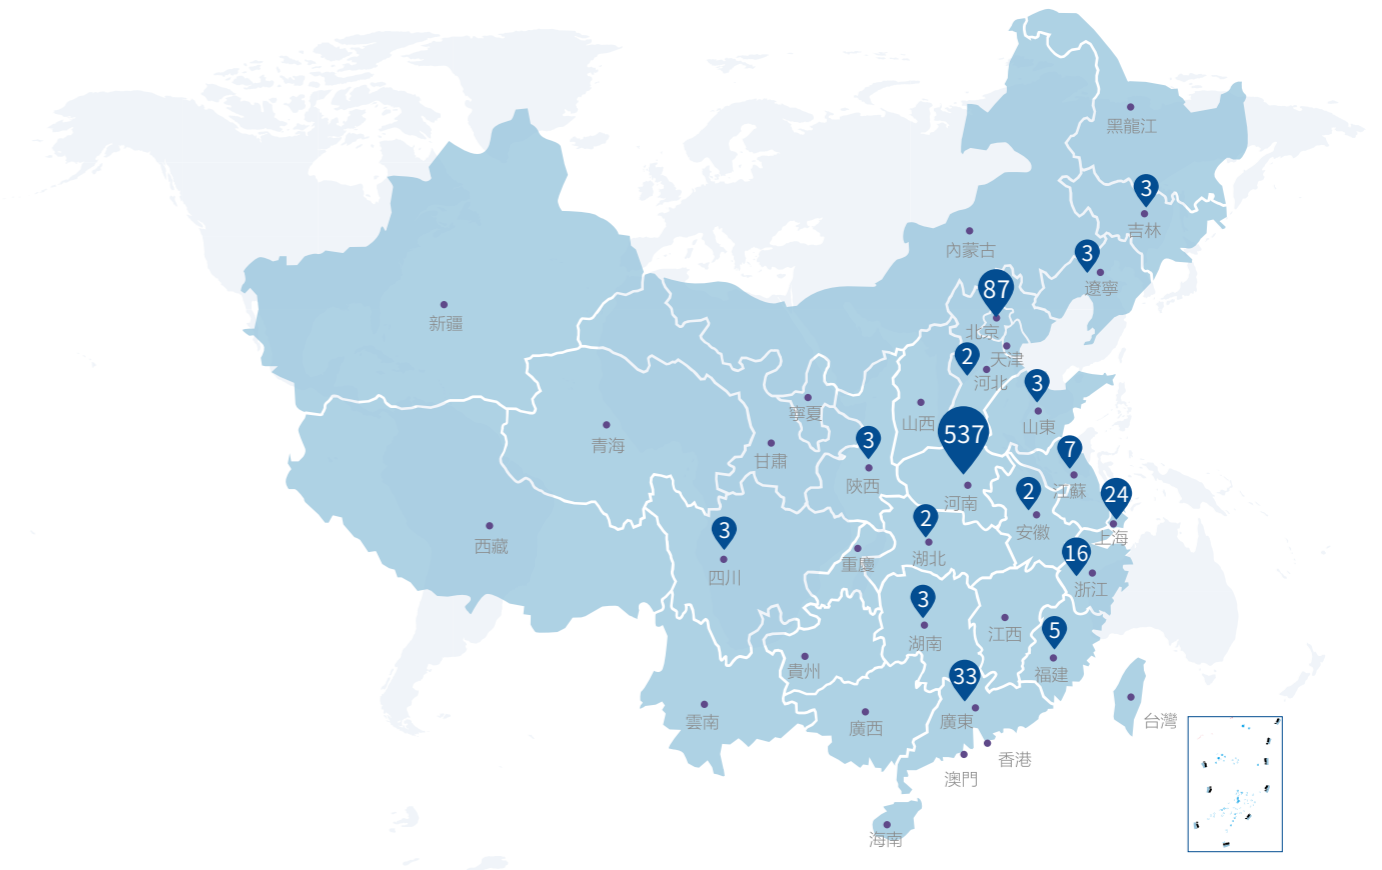 黑龍江
3
吉林
內蒙古
3
遼寧
87
北京
新疆
2
天津
河北
3
山東
寧夏
山西
537
青海
3
甘肅
7
陝西
河南
2
江蘇
24
安徽
上海
3
2
西藏
重慶
湖北
16
四川
浙江
3
江西
湖南
5
貴州
福建
33
雲南
廣西
廣東
台灣
香港
澳門
海南